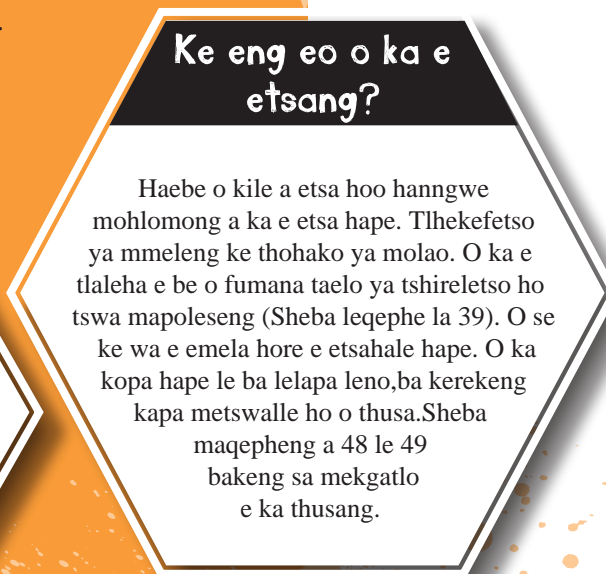 Ke eng eo o ka e
etsang?
Haebe o kile a etsa hoo hanngwe
mohlomong a ka e etsa hape. Tlhekefetso
ya mmeleng ke thohako ya molao. O ka e
tlaleha e be o fumana taelo ya tshireletso ho
tswa mapoleseng (Sheba leqephe la 39). O se
ke wa e emela hore e etsahale hape. O ka
kopa hape le ba lelapa leno,ba kerekeng
kapa metswalle ho o thusa.Sheba
maqepheng a 48 le 49
bakeng sa mekgatlo
e ka thusang.